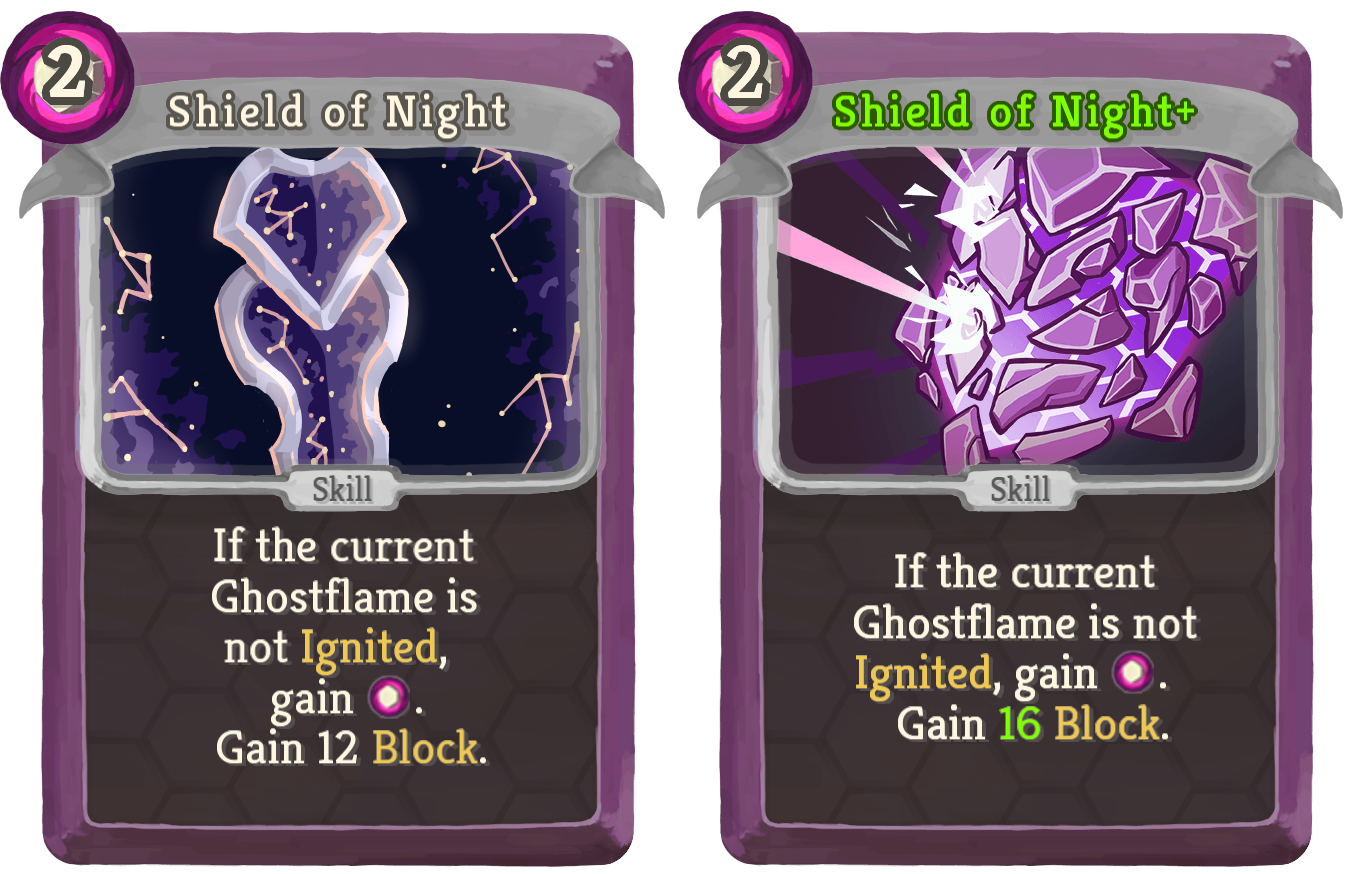 2
Shield of Night
Skill
If the current
Ghostflame is
not Ignited,
gain .
Gain 12 Block.
2
Shield of Night+
Skill
If the current
Ghostflame is not
Ignited, gain .
Gain 16 Block.